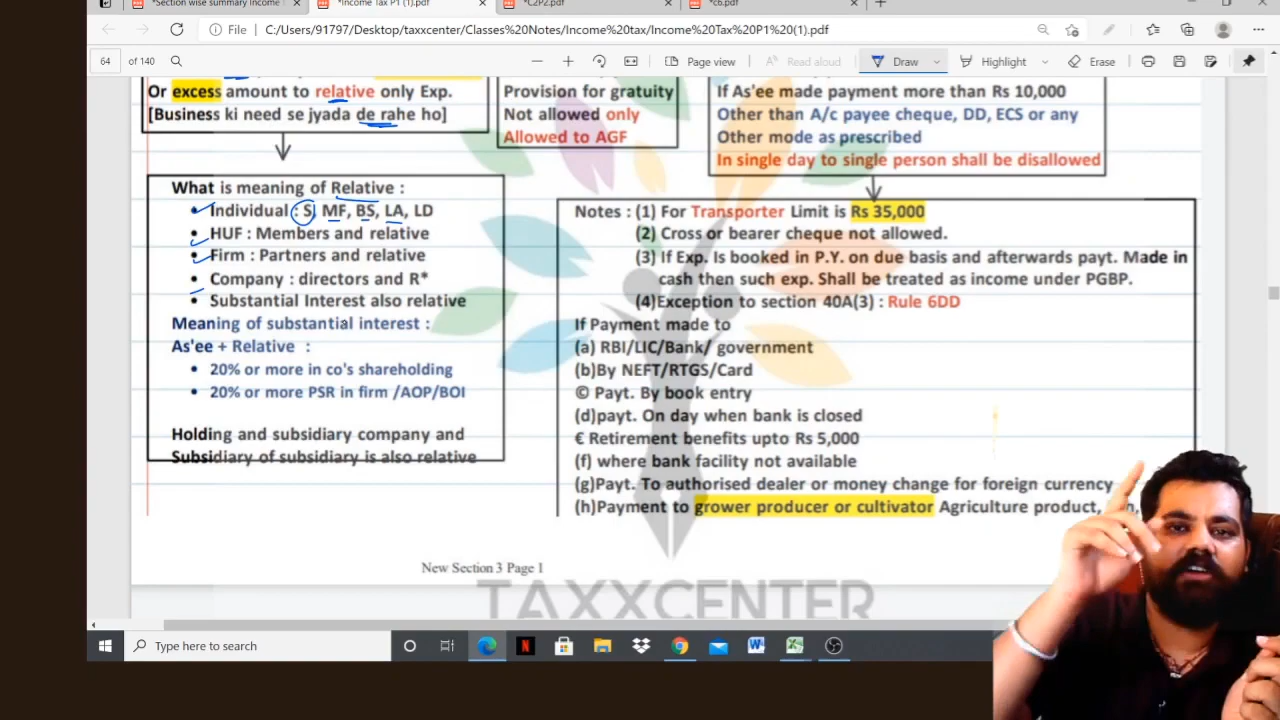 *Section wise summary Income
*Income Tax P1 (1).pdf
*C2P2.pdf
*c6.pdf
File
C:/Users/91797/Desktop/taxxcenter/Classes%20Notes/Income%20tax/Income%20Tax%20P1%20(1).pdf
64 of 140
Page view
Read aloud
Draw
Highlight
Erase
Or excess amount to relative only Exp.
[Business ki need se jyada de rahe ho]
Provision for gratuity
Not allowed only
Allowed to AGF
If As'ee made payment more than Rs 10,000
Other than A/c payee cheque, DD, ECS or any
Other mode as prescribed
In single day to single person shall be disallowed
What is meaning of Relative :
Individual : S, MF, BS, LA, LD
HUF : Members and relative
Firm : Partners and relative
Company : directors and R*
Substantial Interest also relative
Meaning of substantial interest :
As'ee + Relative :
20% or more in co's shareholding
20% or more PSR in firm /AOP/BOI
Holding and subsidiary company and
Subsidiary of subsidiary is also relative
Notes : (1) For Transporter Limit is Rs 35,000
(2) Cross or bearer cheque not allowed.
(3) If Exp. Is booked in P.Y. on due basis and afterwards payt. Made in
cash then such exp. Shall be treated as income under PGBP.
(4)Exception to section 40A(3) : Rule 6DD
If Payment made to
(a) RBI/LIC/Bank/ government
(b)By NEFT/RTGS/Card
© Payt. By book entry
(d)payt. On day when bank is closed
€ Retirement benefits upto Rs 5,000
(f) where bank facility not available
(g)Payt. To authorised dealer or money change for foreign currency
(h)Payment to grower producer or cultivator Agriculture product,
New Section 3 Page 1
TAXXCENTER
Type here to search